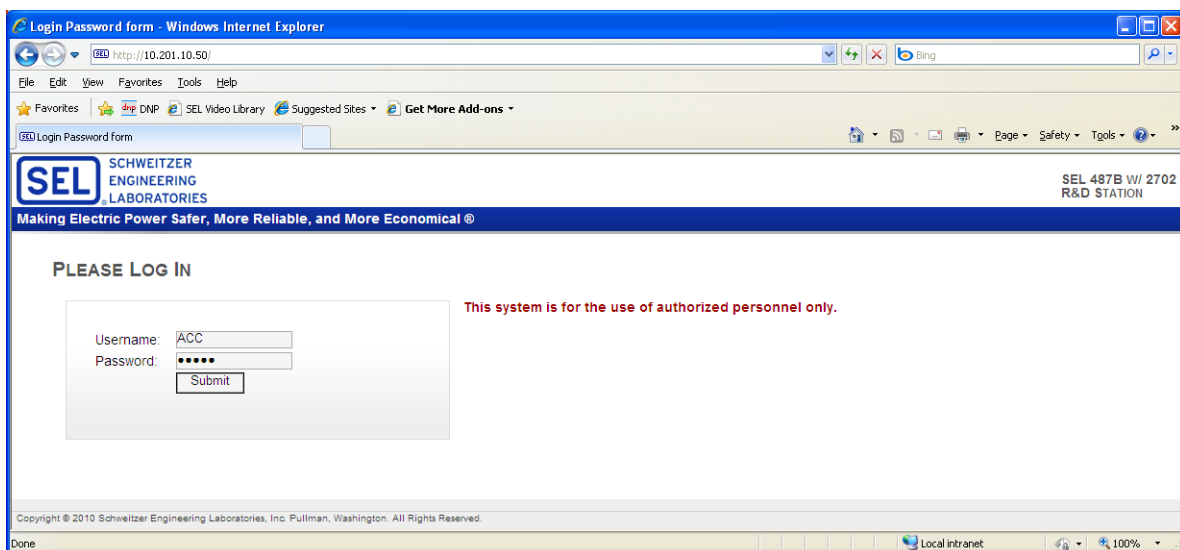 Login Password form - Windows Internet Explorer
http://10.201.10.50/
Bing
File Edit View Favorites Tools Help
Favorites dnp DNP SEL Video Library Suggested Sites Get More Add-ons
SEL Login Password form
Page Safety Tools »
SEL
SCHWEITZER
ENGINEERING
LABORATORIES
SEL 487B W/ 2702
R&D STATION
Making Electric Power Safer, More Reliable, and More Economical ®
PLEASE LOG IN
This system is for the use of authorized personnel only.
Username: ACC
Password: •••••
Submit
Copyright © 2010 Schweitzer Engineering Laboratories, Inc. Pullman, Washington. All Rights Reserved.
Done Local intranet 100%